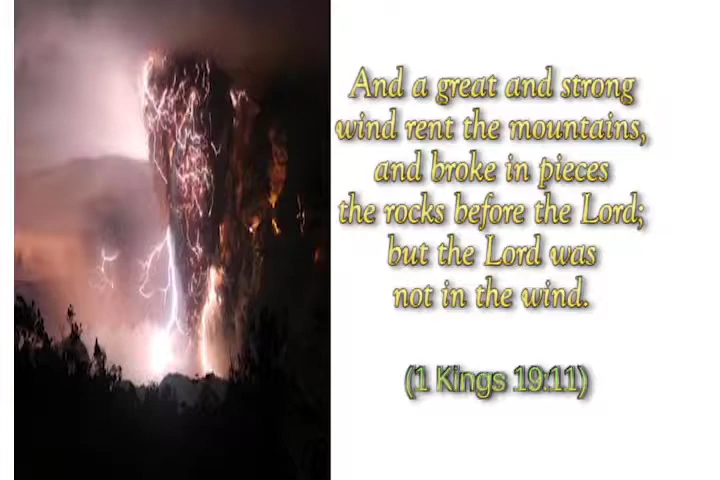 And a great and strong
wind rent the mountains,
and broke in pieces
the rocks before the Lord;
but the Lord was
not in the wind.
(1 Kings 19:11)